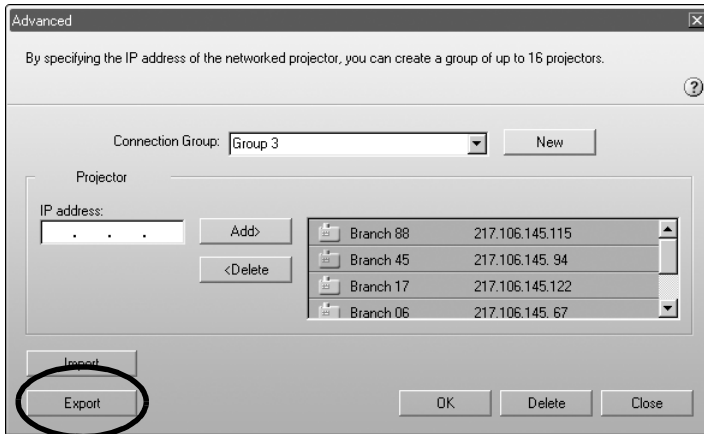 Advanced
By specifying the IP address of the networked projector, you can create a group of up to 16 projectors.
Connection Group: Group 3 New
Projector
IP address:
. . . Add> <Delete
Branch 88 217.106.145.115
Branch 45 217.106.145. 94
Branch 17 217.106.145.122
Branch 06 217.106.145. 67
Import
Export OK Delete Close